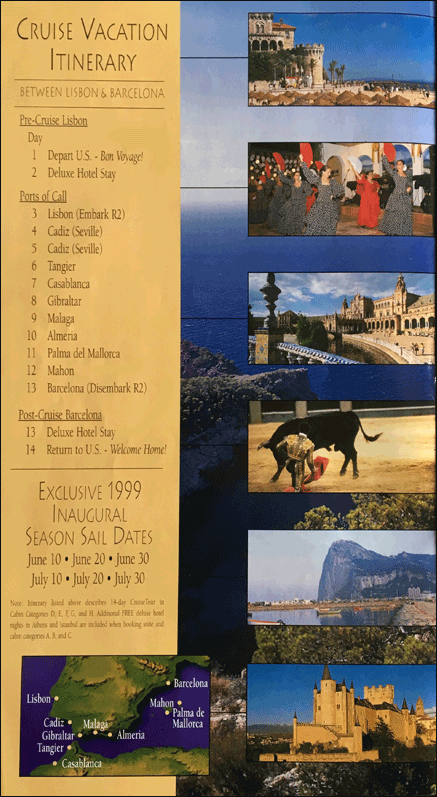 CRUISE VACATION
ITINERARY
BETWEEN LISBON & BARCELONA
Pre-Cruise Lisbon
Day
1 Depart U.S. - Bon Voyage!
2 Deluxe Hotel Stay
Ports of Call
3 Lisbon (Embark R2)
4 Cadiz (Seville)
5 Cadiz (Seville)
6 Tangier
7 Casablanca
8 Gibraltar
9 Malaga
10 Almeria
11 Palma del Mallorca
12 Mahon
13 Barcelona (Disembark R2)
Post-Cruise Barcelona
13 Deluxe Hotel Stay
14 Return to U.S. - Welcome Home!
EXCLUSIVE 1999
INAUGURAL
SEASON SAIL DATES
June 10 • June 20 • June 30
July 10 • July 20 • July 30
Note: Itinerary listed above describes 14-day CruiseTour in
Cabin Categories D, E, F, G, and H. Additional FREE deluxe hotel
nights in Athens and Istanbul are included when booking suite and
cabin categories A, B, and C.
Barcelona
Lisbon
Mahon
Palma de
Mallorca
Cadiz
Malaga
Gibraltar
Almeria
Tangier
Casablanca